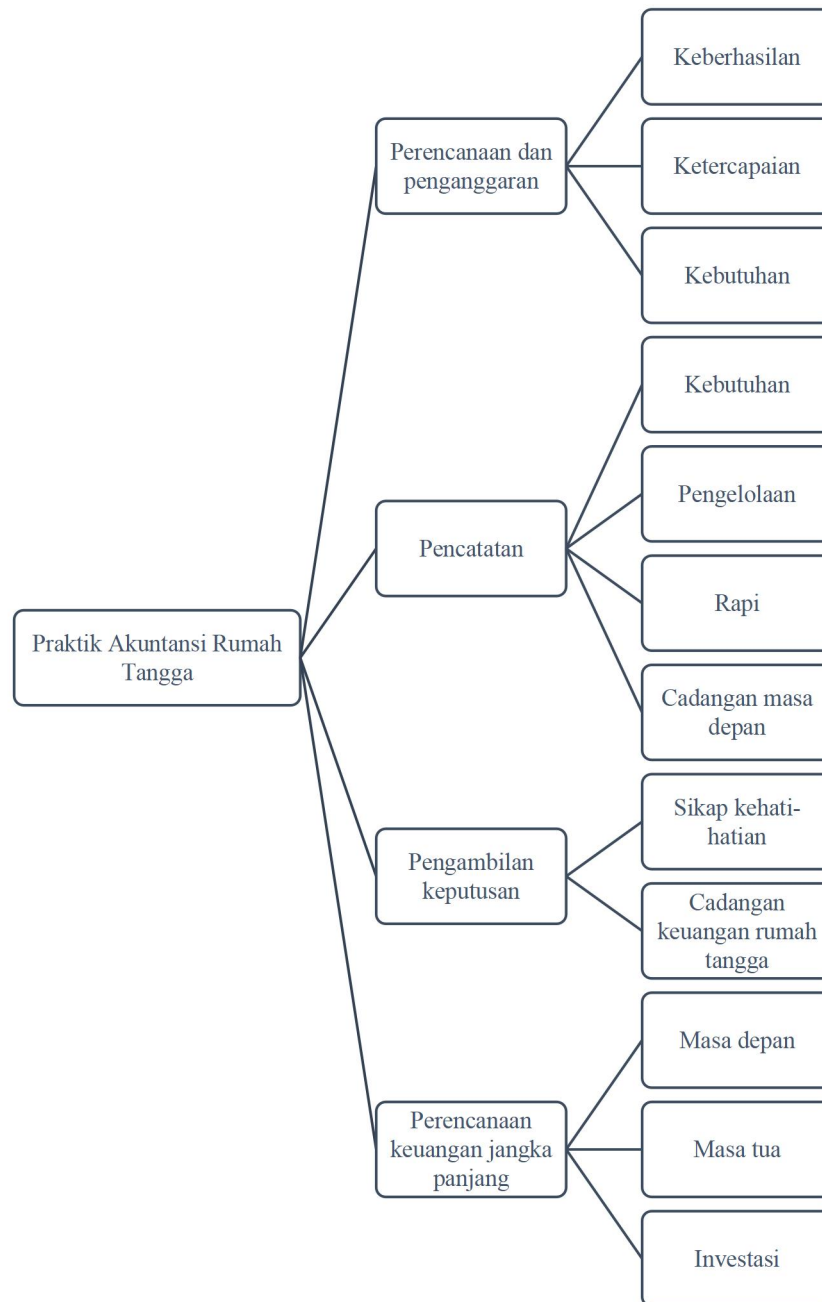 Praktik Akuntansi Rumah
Tangga
Perencanaan dan
penganggaran
Keberhasilan
Ketercapaian
Kebutuhan
Pencatatan
Kebutuhan
Pengelolaan
Rapi
Cadangan masa
depan
Pengambilan
keputusan
Sikap kehati-
hatian
Cadangan
keuangan rumah
tangga
Perencanaan
keuangan jangka
panjang
Masa depan
Masa tua
Investasi